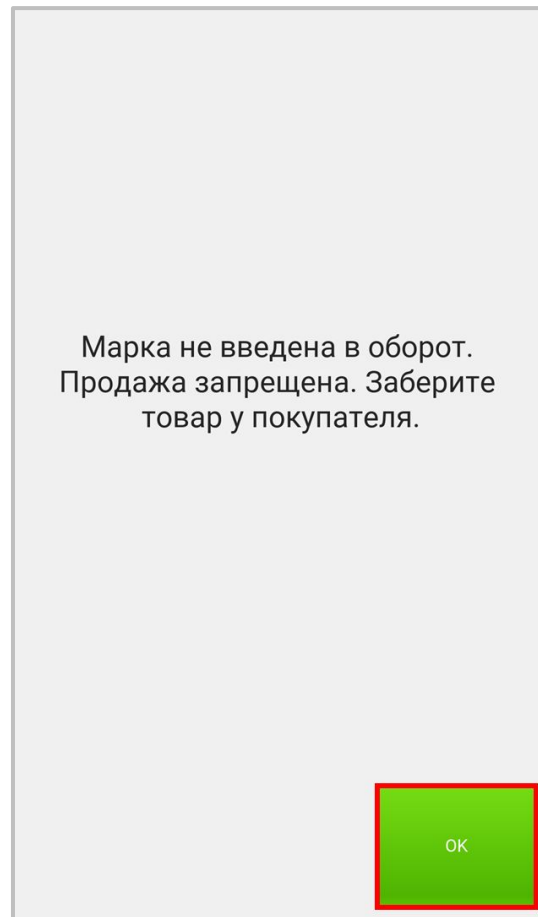 Марка не введена в оборот.
Продажа запрещена. Заберите
товар у покупателя.
OK